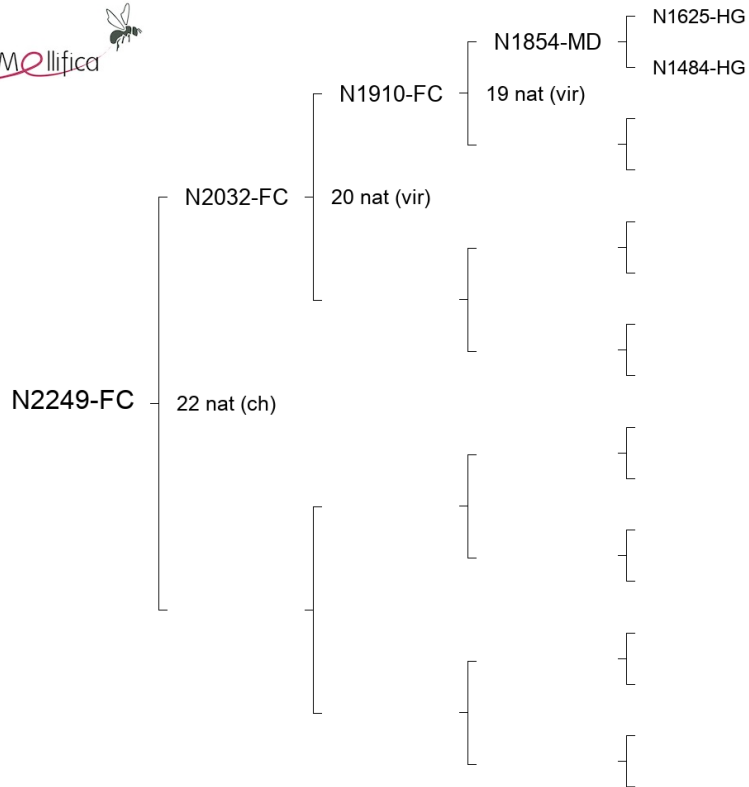 Mellifica
N1625-HG
N1854-MD
N1484-HG
N1910-FC
19 nat (vir)
N2032-FC
20 nat (vir)
N2249-FC
22 nat (ch)